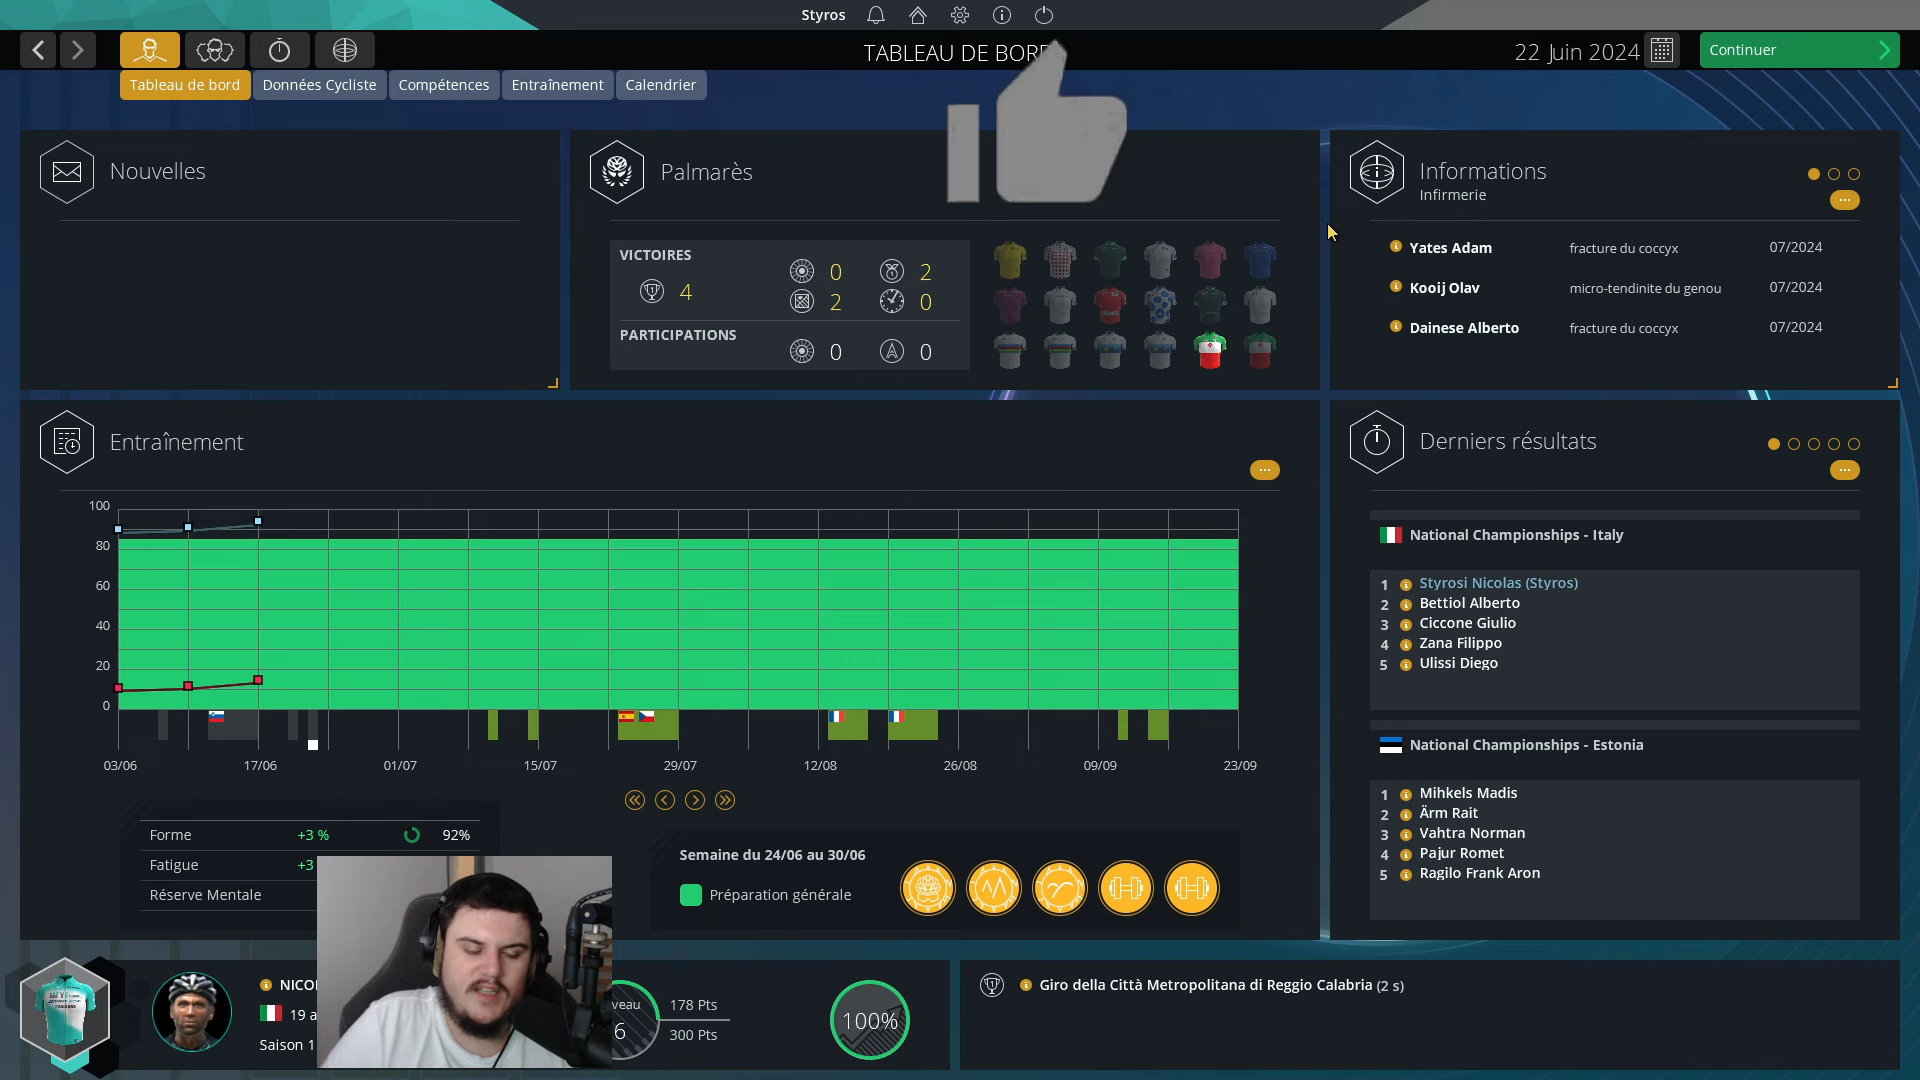 Styros
TABLEAU DE BOR
22 Juin 2024
Continuer
Tableau de bord
Données Cycliste
Compétences
Entraînement
Calendrier
Nouvelles
Palmarès
VICTOIRES
4
0
2
2
0
PARTICIPATIONS
0
0
Informations
Infirmerie
Yates Adam fracture du coccyx 07/2024
Kooij Olav micro-tendinite du genou 07/2024
Dainese Alberto fracture du coccyx 07/2024
Entraînement
100
80
60
40
20
0
03/06 17/06 01/07 15/07 29/07 12/08 26/08 09/09 23/09
Forme +3 % 92%
Fatigue +3
Réserve Mentale
Semaine du 24/06 au 30/06
Préparation générale
Derniers résultats
National Championships - Italy
1 Styrosi Nicolas (Styros)
2 Bettiol Alberto
3 Ciccone Giulio
4 Zana Filippo
5 Ulissi Diego
National Championships - Estonia
1 Mihkels Madis
2 Ärm Rait
3 Vahtra Norman
4 Pajur Romet
5 Ragilo Frank Aron
NICO
19 a
Saison 1
veau
6
178 Pts
300 Pts
100%
Giro della Città Metropolitana di Reggio Calabria (2 s)